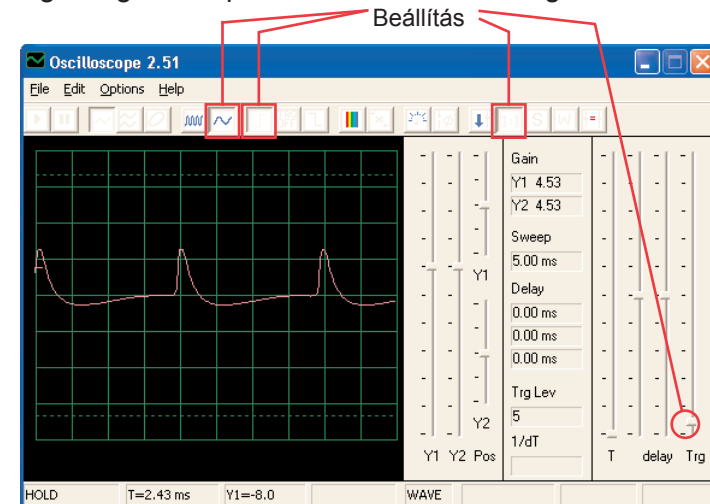 Beállítás
Oscilloscope 2.51
File Edit Options Help
1:1 S W
Gain
Y1 4.53
Y2 4.53
Sweep
5.00 ms
Y1
Delay
0.00 ms
0.00 ms
0.00 ms
Trg Lev
5
Y2
1/dT
Y1 Y2 Pos
T delay Trg
HOLD T=2.43 ms Y1=-8.0 WAVE